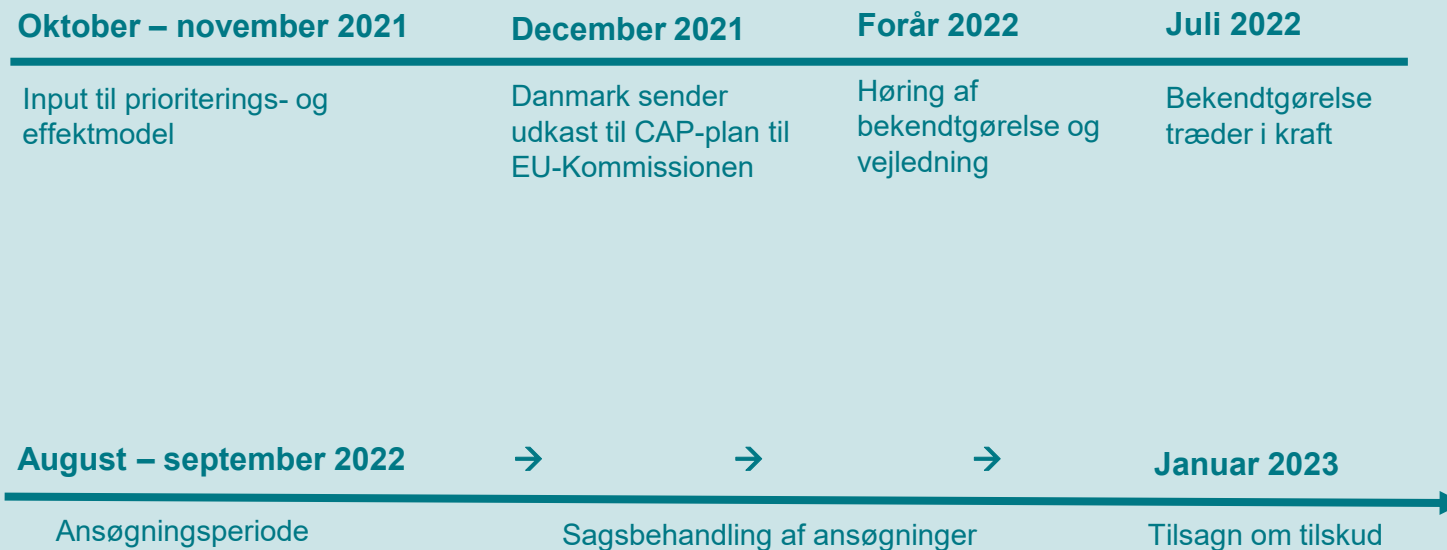 Oktober – november 2021
December 2021
Forår 2022
Juli 2022
Input til prioriterings- og
effektmodel
Danmark sender
udkast til CAP-plan til
EU-Kommissionen
Høring af
bekendtgørelse og
vejledning
Bekendtgørelse
træder i kraft
August – september 2022 → → → Januar 2023
Ansøgningsperiode
Sagsbehandling af ansøgninger
Tilsagn om tilskud